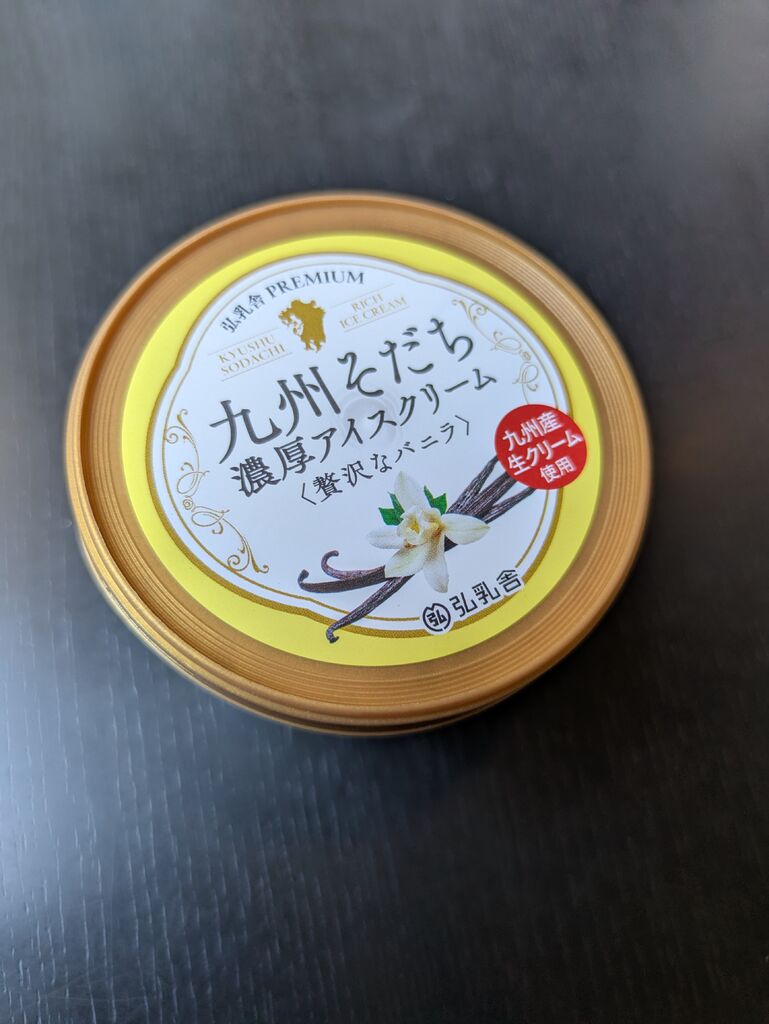 弘乳舎 PREMIUM
KYUSHU
SODACHI
RICH
ICE CREAM
九州そだち
濃厚アイスクリーム
〈贅沢なバニラ〉
九州産
生クリーム
使用
弘 弘乳舎